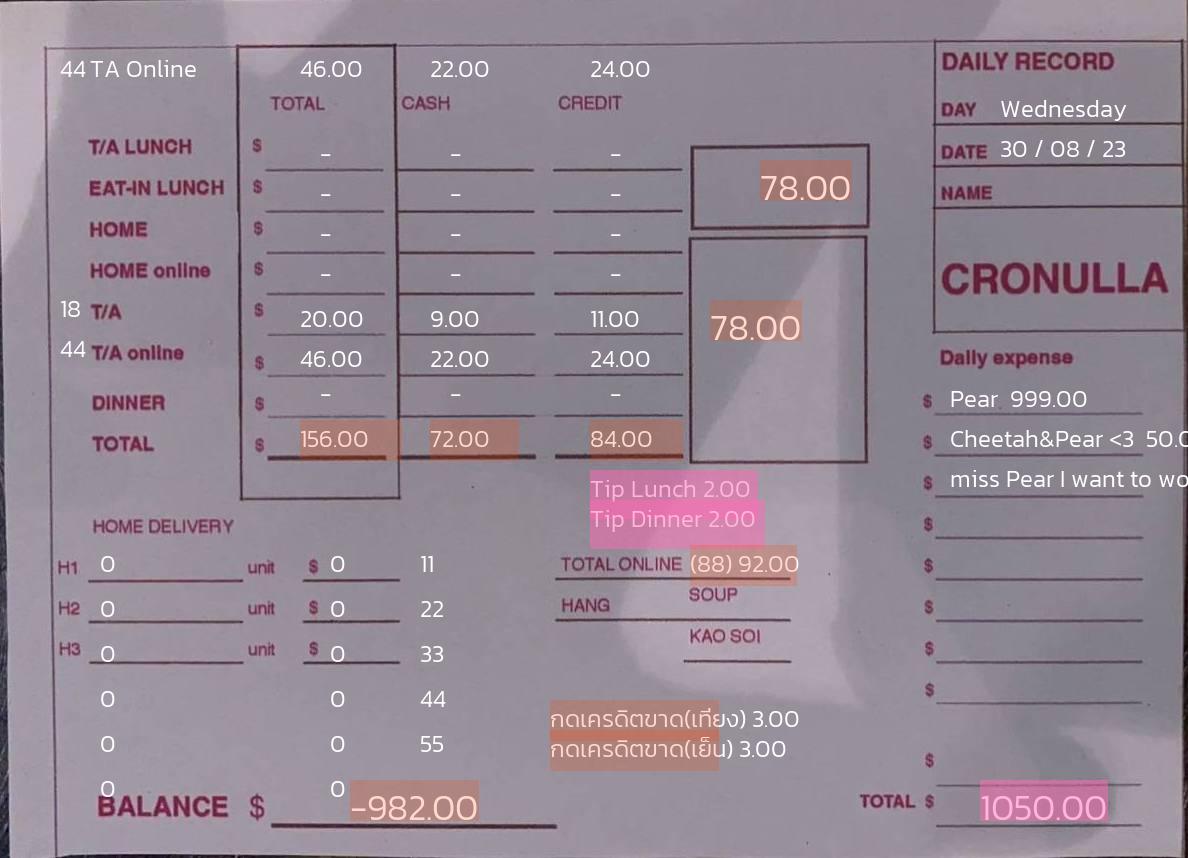 44 TA Online 46.00 22.00 24.00
TOTAL CASH CREDIT
T/A LUNCH $ – – –
EAT-IN LUNCH $ – – –
HOME $ – – –
HOME online $ – – –
18 T/A $ 20.00 9.00 11.00
44 T/A online $ 46.00 22.00 24.00
DINNER $ – – –
TOTAL $ 156.00 72.00 84.00
78.00
78.00
Tip Lunch 2.00
Tip Dinner 2.00
HOME DELIVERY
H1 0 unit $ 0 11
H2 0 unit $ 0 22
H3 0 unit $ 0 33
0 0 44
0 0 55
0 0
BALANCE $ -982.00
TOTAL ONLINE (88) 92.00
HANG SOUP
KAO SOI
กดเครดิตขาด(เที่ยง) 3.00
กดเครดิตขาด(เย็น) 3.00
DAILY RECORD
DAY Wednesday
DATE 30 / 08 / 23
NAME
CRONULLA
Daily expense
$ Pear 999.00
$ Cheetah&Pear <3 50.0
$ miss Pear I want to wo
$
$
$
$
$
$
TOTAL $ 1050.00